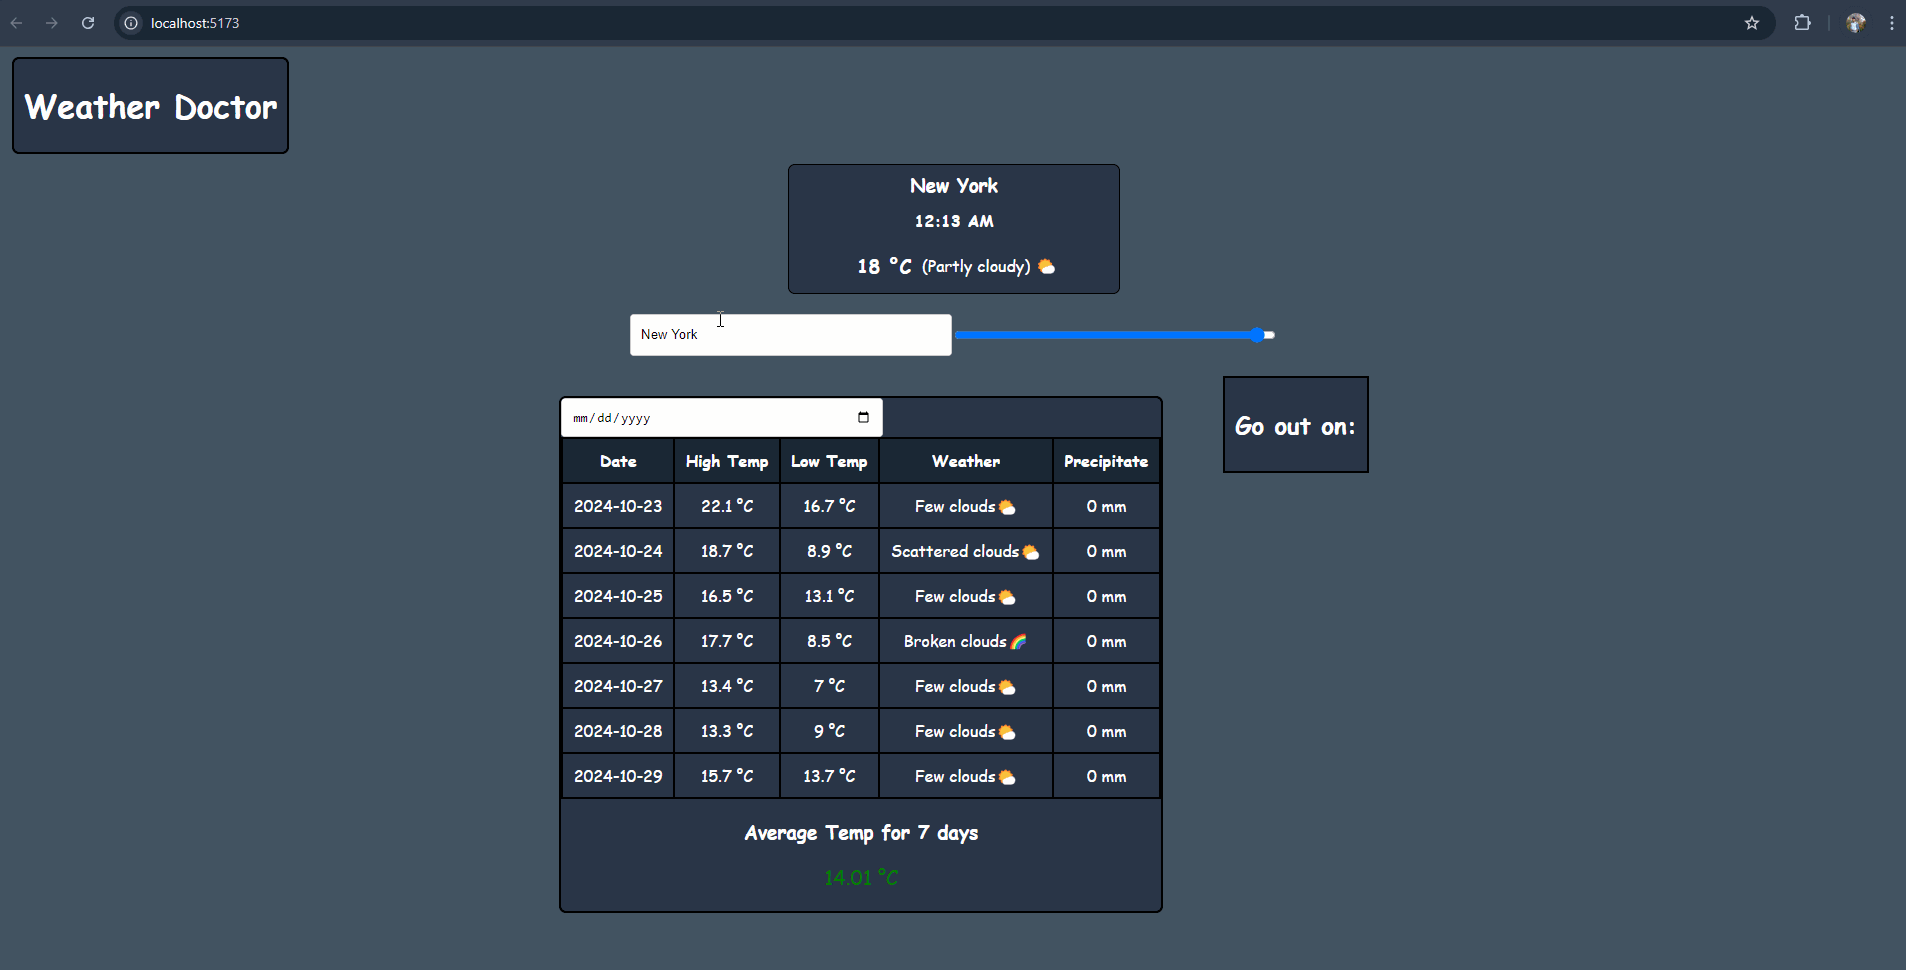 localhost:5173
Weather Doctor
New York
12:13 AM
18 °C (Partly cloudy)
New York
mm/dd/yyyy
Go out on:
Date High Temp Low Temp Weather Precipitate
2024-10-23 22.1 °C 16.7 °C Few clouds 0 mm
2024-10-24 18.7 °C 8.9 °C Scattered clouds 0 mm
2024-10-25 16.5 °C 13.1 °C Few clouds 0 mm
2024-10-26 17.7 °C 8.5 °C Broken clouds 0 mm
2024-10-27 13.4 °C 7 °C Few clouds 0 mm
2024-10-28 13.3 °C 9 °C Few clouds 0 mm
2024-10-29 15.7 °C 13.7 °C Few clouds 0 mm
Average Temp for 7 days
14.01 °C